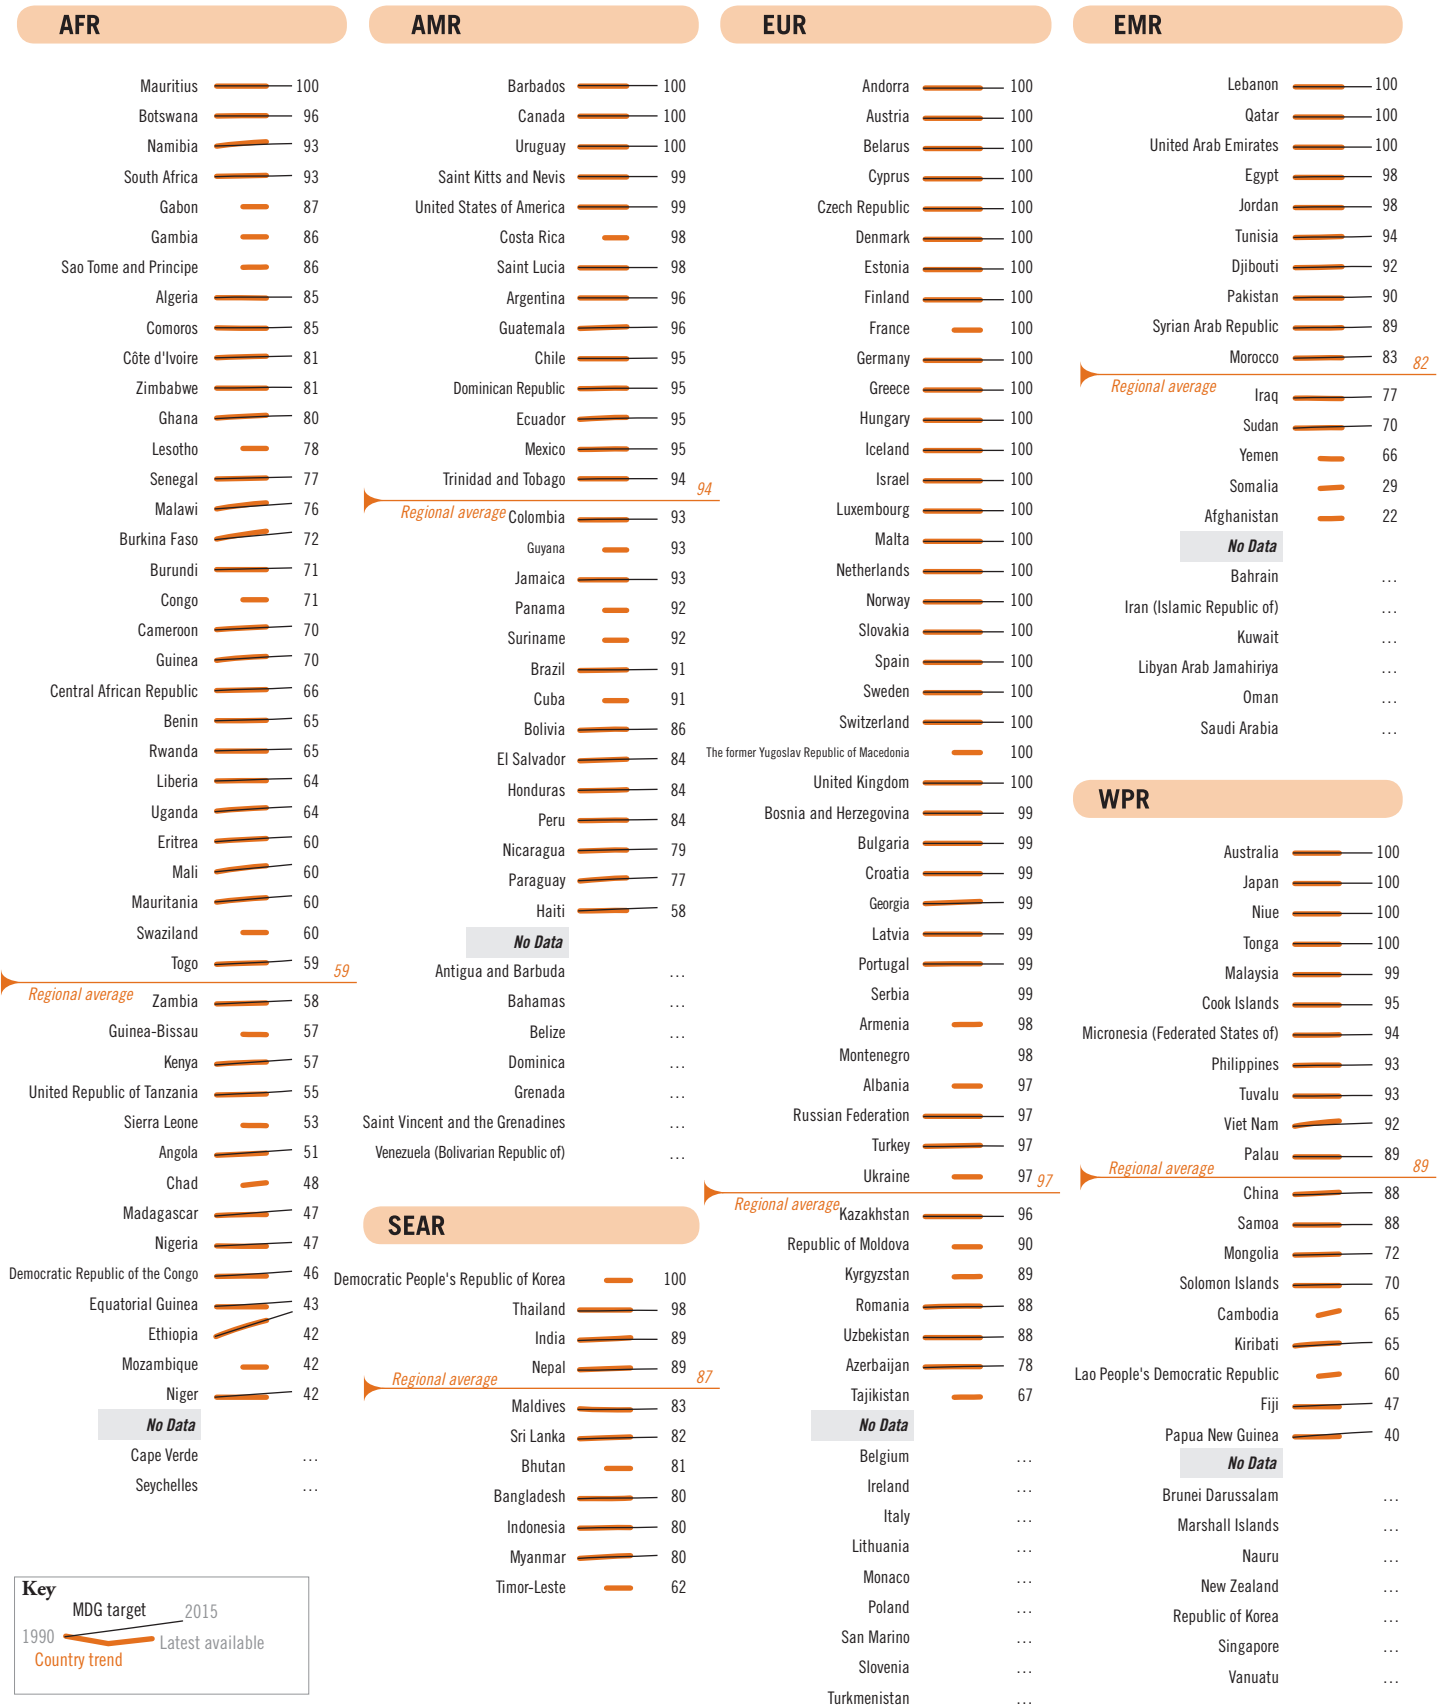 AFR
Mauritius 100
Botswana 96
Namibia 93
South Africa 93
Gabon 87
Gambia 86
Sao Tome and Principe 86
Algeria 85
Comoros 85
Côte d'Ivoire 81
Zimbabwe 81
Ghana 80
Lesotho 78
Senegal 77
Malawi 76
Burkina Faso 72
Burundi 71
Congo 71
Cameroon 70
Guinea 70
Central African Republic 66
Benin 65
Rwanda 65
Liberia 64
Uganda 64
Eritrea 60
Mali 60
Mauritania 60
Swaziland 60
Togo 59
59
Regional average
Zambia 58
Guinea-Bissau 57
Kenya 57
United Republic of Tanzania 55
Sierra Leone 53
Angola 51
Chad 48
Madagascar 47
Nigeria 47
Democratic Republic of the Congo 46
Equatorial Guinea 43
Ethiopia 42
Mozambique 42
Niger 42
No Data
Cape Verde ...
Seychelles ...
Key
MDG target
2015
1990
Latest available
Country trend
AMR
Barbados 100
Canada 100
Uruguay 100
Saint Kitts and Nevis 99
United States of America 99
Costa Rica 98
Saint Lucia 98
Argentina 96
Guatemala 96
Chile 95
Dominican Republic 95
Ecuador 95
Mexico 95
Trinidad and Tobago 94
94
Regional average
Colombia 93
Guyana 93
Jamaica 93
Panama 92
Suriname 92
Brazil 91
Cuba 91
Bolivia 86
El Salvador 84
Honduras 84
Peru 84
Nicaragua 79
Paraguay 77
Haiti 58
No Data
Antigua and Barbuda ...
Bahamas ...
Belize ...
Dominica ...
Grenada ...
Saint Vincent and the Grenadines ...
Venezuela (Bolivarian Republic of) ...
SEAR
Democratic People's Republic of Korea 100
Thailand 98
India 89
Nepal 89
87
Regional average
Maldives 83
Sri Lanka 82
Bhutan 81
Bangladesh 80
Indonesia 80
Myanmar 80
Timor-Leste 62
EUR
Andorra 100
Austria 100
Belarus 100
Cyprus 100
Czech Republic 100
Denmark 100
Estonia 100
Finland 100
France 100
Germany 100
Greece 100
Hungary 100
Iceland 100
Israel 100
Luxembourg 100
Malta 100
Netherlands 100
Norway 100
Slovakia 100
Spain 100
Sweden 100
Switzerland 100
The former Yugoslav Republic of Macedonia 100
United Kingdom 100
Bosnia and Herzegovina 99
Bulgaria 99
Croatia 99
Georgia 99
Latvia 99
Portugal 99
Serbia 99
Armenia 98
Montenegro 98
Albania 97
Russian Federation 97
Turkey 97
Ukraine 97
97
Regional average
Kazakhstan 96
Republic of Moldova 90
Kyrgyzstan 89
Romania 88
Uzbekistan 88
Azerbaijan 78
Tajikistan 67
No Data
Belgium ...
Ireland ...
Italy ...
Lithuania ...
Monaco ...
Poland ...
San Marino ...
Slovenia ...
Turkmenistan ...
EMR
Lebanon 100
Qatar 100
United Arab Emirates 100
Egypt 98
Jordan 98
Tunisia 94
Djibouti 92
Pakistan 90
Syrian Arab Republic 89
Morocco 83
82
Regional average
Iraq 77
Sudan 70
Yemen 66
Somalia 29
Afghanistan 22
No Data
Bahrain ...
Iran (Islamic Republic of) ...
Kuwait ...
Libyan Arab Jamahiriya ...
Oman ...
Saudi Arabia ...
WPR
Australia 100
Japan 100
Niue 100
Tonga 100
Malaysia 99
Cook Islands 95
Micronesia (Federated States of) 94
Philippines 93
Tuvalu 93
Viet Nam 92
Palau 89
89
Regional average
China 88
Samoa 88
Mongolia 72
Solomon Islands 70
Cambodia 65
Kiribati 65
Lao People's Democratic Republic 60
Fiji 47
Papua New Guinea 40
No Data
Brunei Darussalam ...
Marshall Islands ...
Nauru ...
New Zealand ...
Republic of Korea ...
Singapore ...
Vanuatu ...